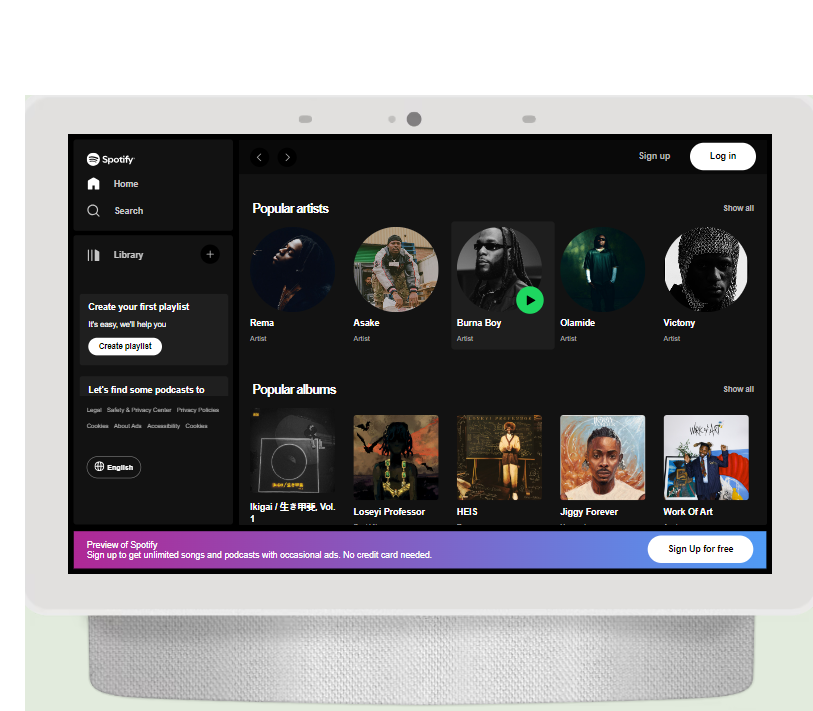 Spotify
Home
Search
Library
Create your first playlist
It's easy, we'll help you
Create playlist
Let's find some podcasts to
Legal Safety & Privacy Center Privacy Policies
Cookies About Ads Accessibility Cookies
English
Sign up
Log in
Popular artists
Show all
Rema
Artist
Asake
Artist
Burna Boy
Artist
Olamide
Artist
Victony
Artist
Popular albums
Show all
Ikigai / 生き甲斐, Vol.
1
Loseyi Professor
HEIS
Jiggy Forever
Work Of Art
Preview of Spotify
Sign up to get unlimited songs and podcasts with occasional ads. No credit card needed.
Sign Up for free